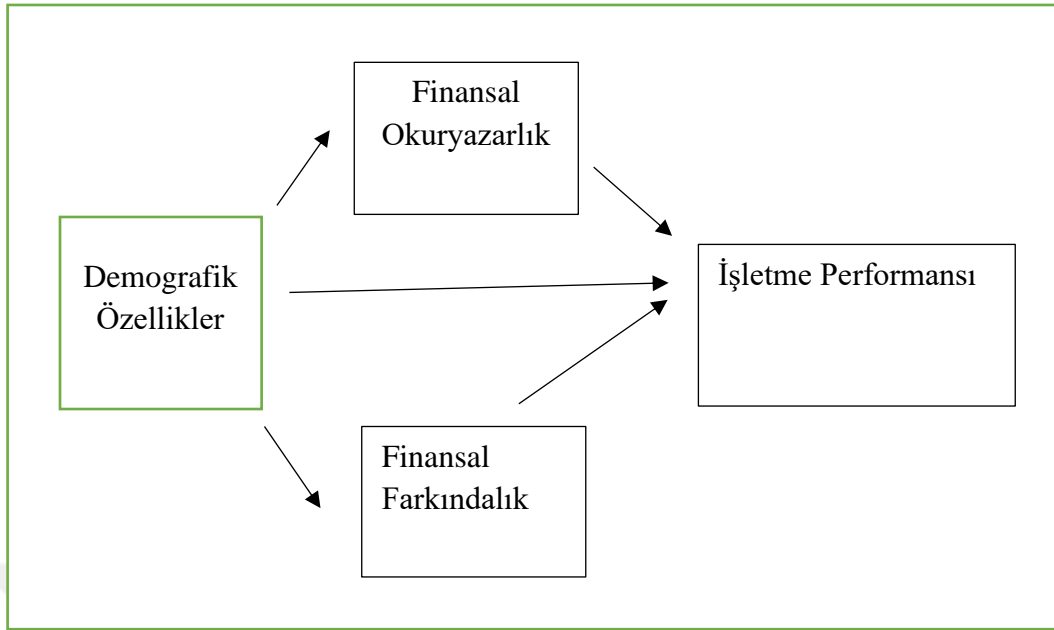 Finansal
Okuryazarlık
Demografik
Özellikler
İşletme Performansı
Finansal
Farkındalık